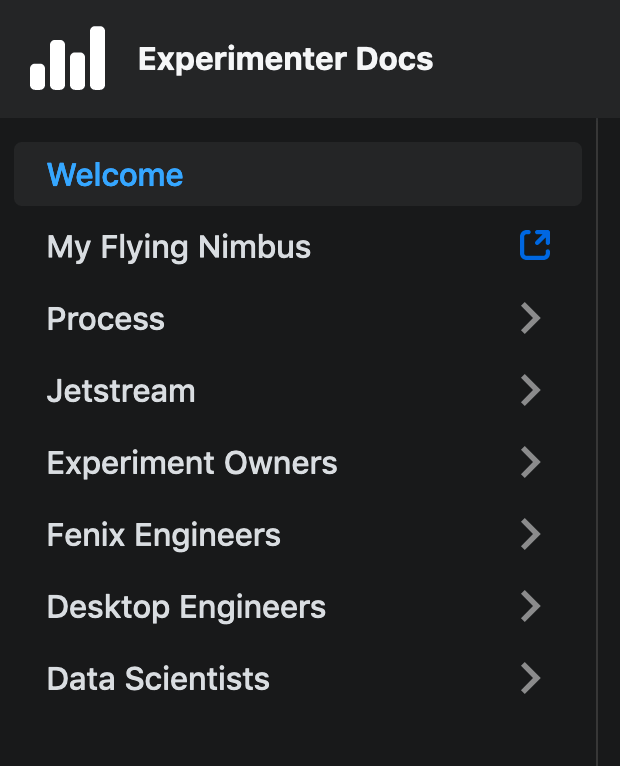 Experimenter Docs
Welcome
My Flying Nimbus
Process
Jetstream
Experiment Owners
Fenix Engineers
Desktop Engineers
Data Scientists